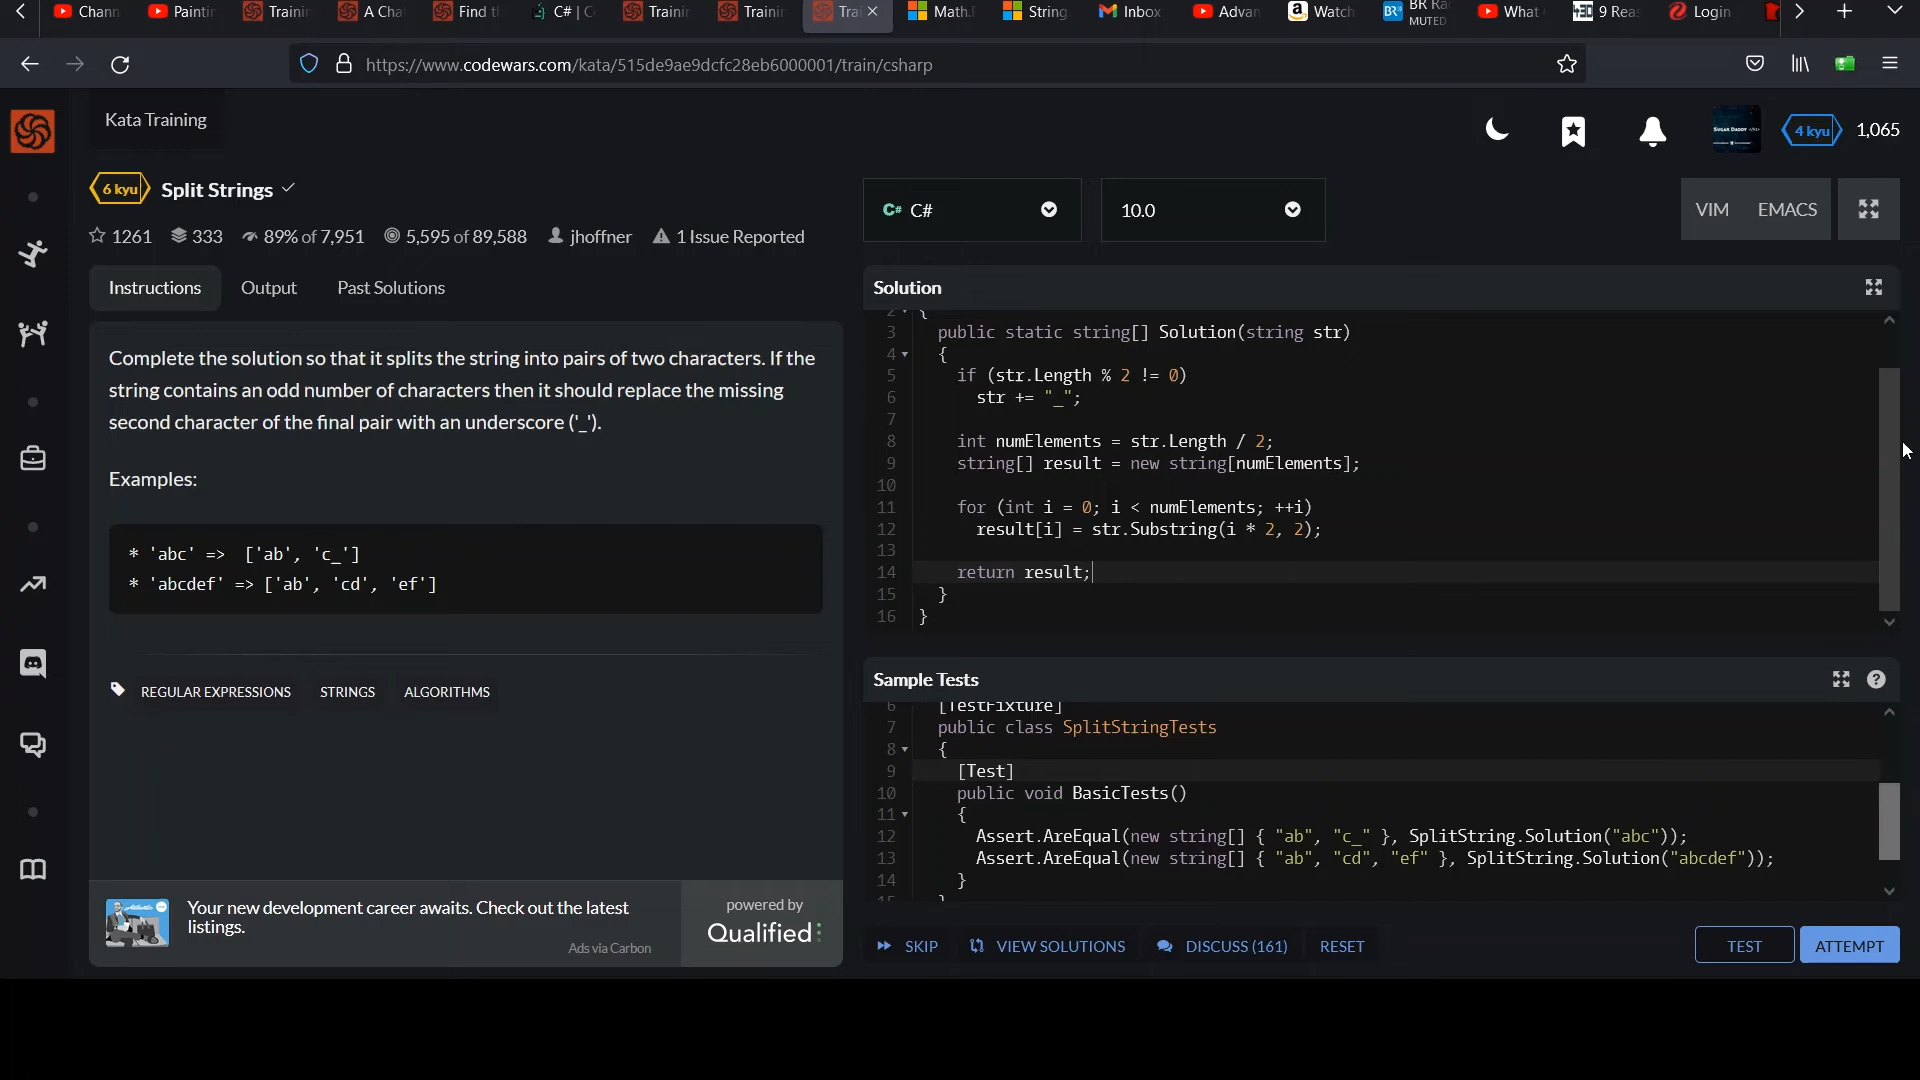 Chann
Paintir
Trainir
A Cha
Find t
C# | C
Trainir
Trainir
Trai
Math.
String
Inbox
Advan
Watch
BR Ra
MUTED
What
9 Reas
Login
https://www.codewars.com/kata/515de9ae9dcfc28eb6000001/train/csharp
Kata Training
SUGAR DADDY
4 kyu
1,065
6 kyu
Split Strings
1261
333
89% of 7,951
5,595 of 89,588
jhoffner
1 Issue Reported
Instructions
Output
Past Solutions
Complete the solution so that it splits the string into pairs of two characters. If the
string contains an odd number of characters then it should replace the missing
second character of the final pair with an underscore ('_').
Examples:
* 'abc' =>  ['ab', 'c_']
* 'abcdef' => ['ab', 'cd', 'ef']
REGULAR EXPRESSIONS
STRINGS
ALGORITHMS
Your new development career awaits. Check out the latest
listings.
Ads via Carbon
powered by
Qualified
C# C#
10.0
VIM
EMACS
Solution
2 {
3 public static string[] Solution(string str)
4 {
5 if (str.Length % 2 != 0)
6 str += "_";
7
8 int numElements = str.Length / 2;
9 string[] result = new string[numElements];
10
11 for (int i = 0; i < numElements; ++i)
12 result[i] = str.Substring(i * 2, 2);
13
14 return result;
15 }
16 }
Sample Tests
6 [TestFixture]
7 public class SplitStringTests
8 {
9 [Test]
10 public void BasicTests()
11 {
12 Assert.AreEqual(new string[] { "ab", "c_" }, SplitString.Solution("abc"));
13 Assert.AreEqual(new string[] { "ab", "cd", "ef" }, SplitString.Solution("abcdef"));
14 }
15 }
SKIP
VIEW SOLUTIONS
DISCUSS (161)
RESET
TEST
ATTEMPT